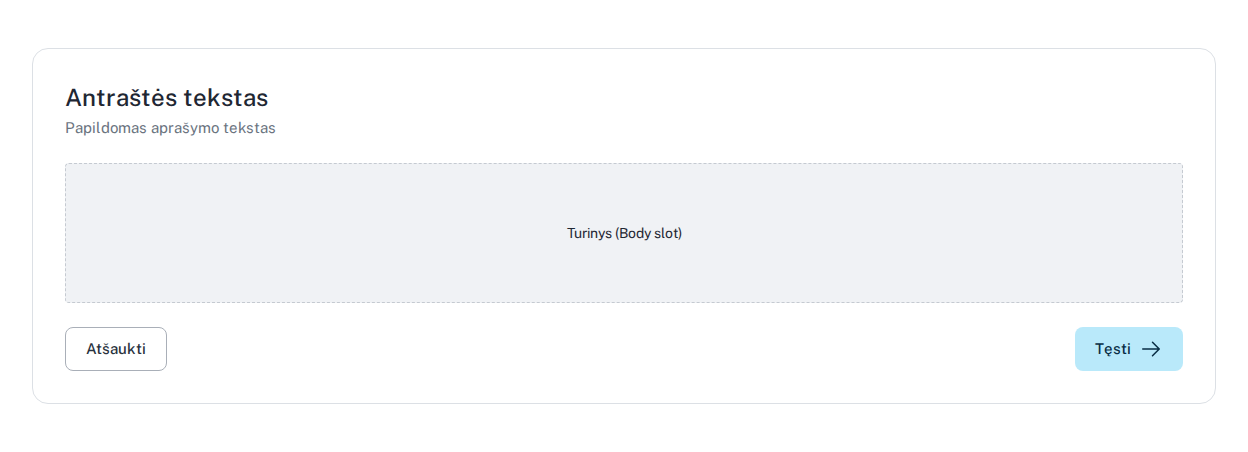 Antraštės tekstas
Papildomas aprašymo tekstas
Turinys (Body slot)
Atšaukti
Tęsti